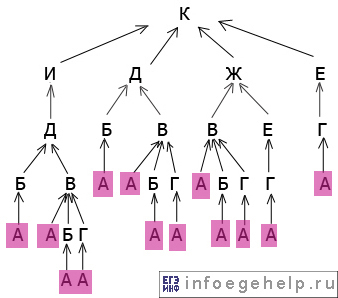 К
И Д Ж Е
Д Б В В Е Г
Б В А А Б Г А Б Г Г А
А А Б Г А А А А А
А А
ЕГЭ
ИНФ
infoegehelp.ru